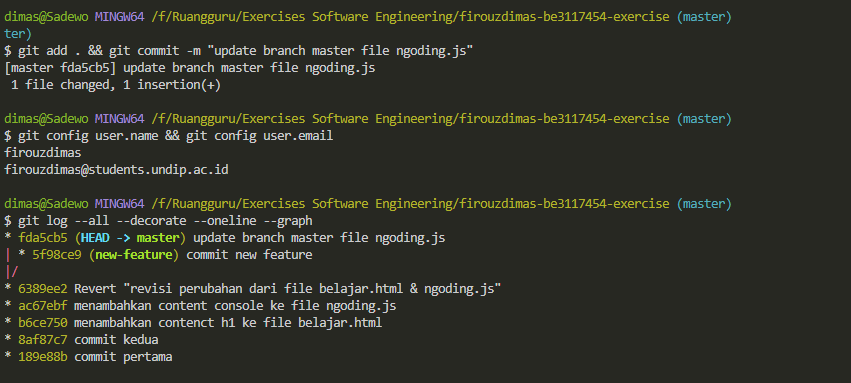 dimas@Sadewo MINGW64 /f/Ruangguru/Exercises Software Engineering/firouzdimas-be3117454-exercise (master)
ter)
$ git add . && git commit -m "update branch master file ngoding.js"
[master fda5cb5] update branch master file ngoding.js
 1 file changed, 1 insertion(+)
dimas@Sadewo MINGW64 /f/Ruangguru/Exercises Software Engineering/firouzdimas-be3117454-exercise (master)
$ git config user.name && git config user.email
firouzdimas
firouzdimas@students.undip.ac.id
dimas@Sadewo MINGW64 /f/Ruangguru/Exercises Software Engineering/firouzdimas-be3117454-exercise (master)
$ git log --all --decorate --oneline --graph
* fda5cb5 (HEAD -> master) update branch master file ngoding.js
| * 5f98ce9 (new-feature) commit new feature
|/
* 6389ee2 Revert "revisi perubahan dari file belajar.html & ngoding.js"
* ac67ebf menambahkan content console ke file ngoding.js
* b6ce750 menambahkan contenct h1 ke file belajar.html
* 8af87c7 commit kedua
* 189e88b commit pertama